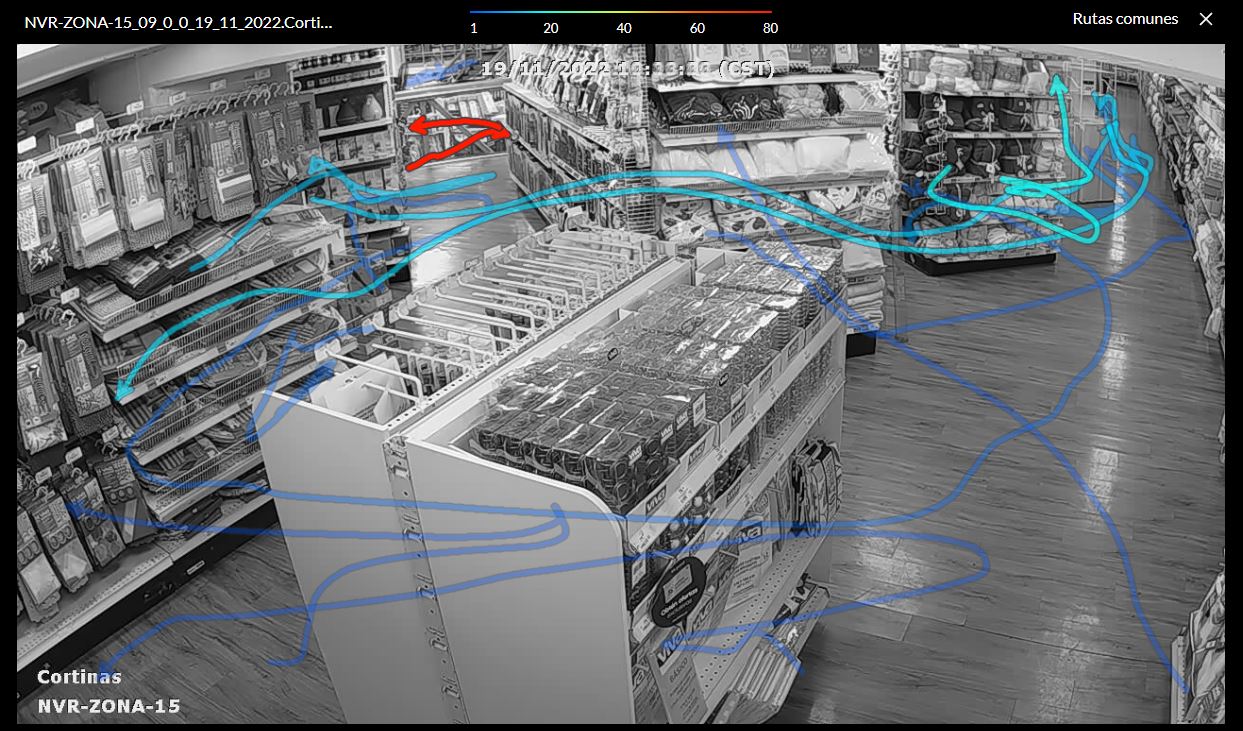 NVR-ZONA-15_09_0_0_19_11_2022.Corti...
1 20 40 60 80
Rutas comunes
19/11/2022 (CST)
Cortinas
NVR-ZONA-15